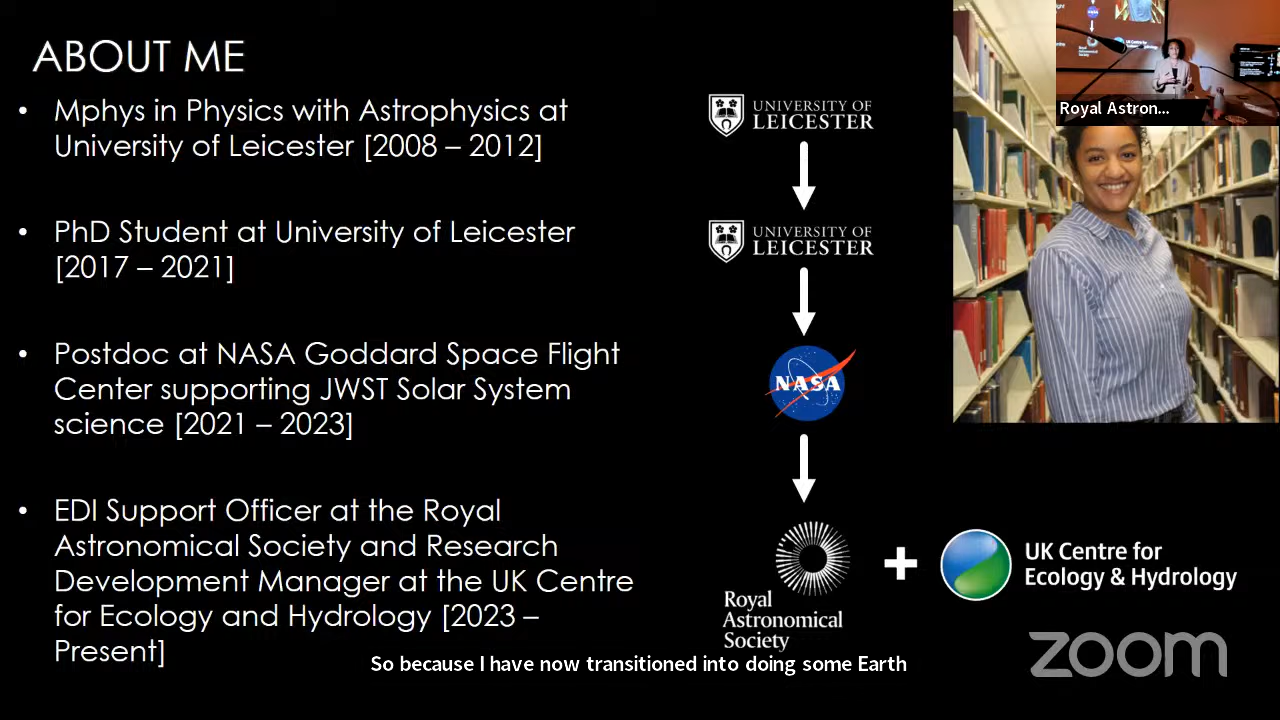 ABOUT ME
• Mphys in Physics with Astrophysics at
University of Leicester [2008 – 2012]
• PhD Student at University of Leicester
[2017 – 2021]
• Postdoc at NASA Goddard Space Flight
Center supporting JWST Solar System
science [2021 – 2023]
• EDI Support Officer at the Royal
Astronomical Society and Research
Development Manager at the UK Centre
for Ecology and Hydrology [2023 –
Present]
UNIVERSITY OF
LEICESTER
UNIVERSITY OF
LEICESTER
NASA
Royal
Astronomical
Society
+
UK Centre for
Ecology & Hydrology
Royal Astron...
So because I have now transitioned into doing some Earth
zoom